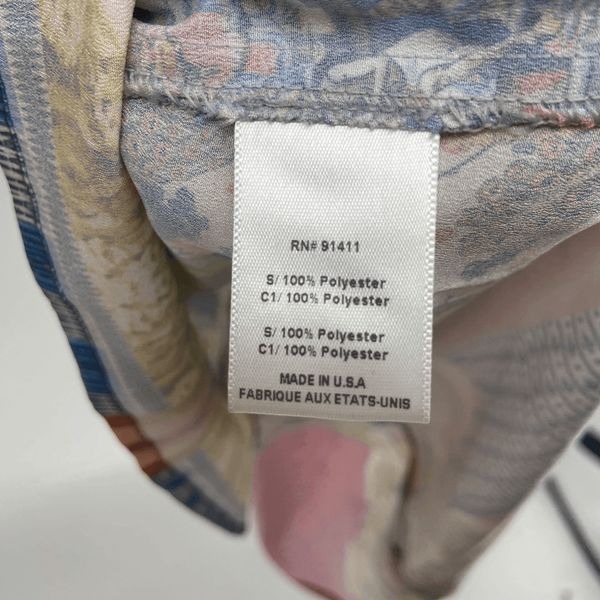 RN# 91411
S/ 100% Polyester
C1/ 100% Polyester
S/ 100% Polyester
C1/ 100% Polyester
MADE IN U.S.A
FABRIQUE AUX ETATS-UNIS